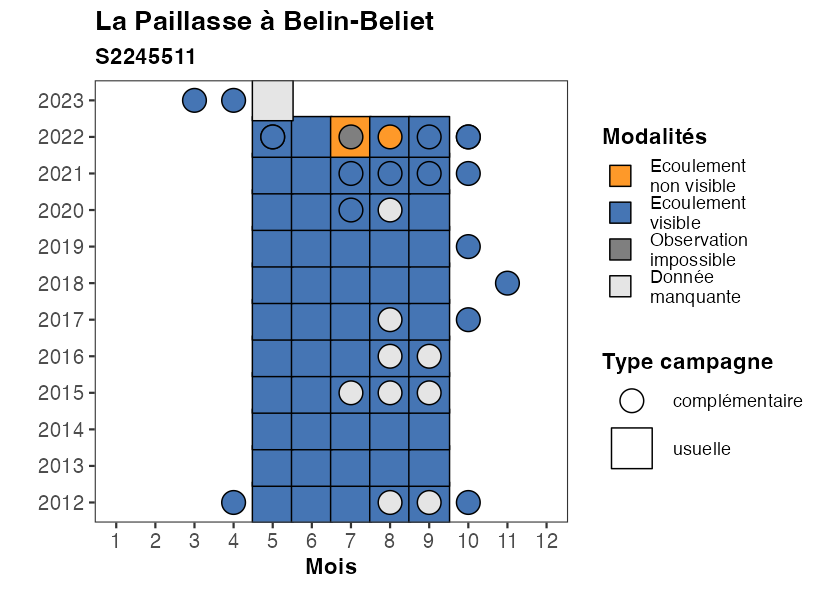 La Paillasse à Belin-Beliet
S2245511
2023
2022
2021
2020
2019
2018
2017
2016
2015
2014
2013
2012
1 2 3 4 5 6 7 8 9 10 11 12
Mois
Modalités
Ecoulement
non visible
Ecoulement
visible
Observation
impossible
Donnée
manquante
Type campagne
complémentaire
usuelle